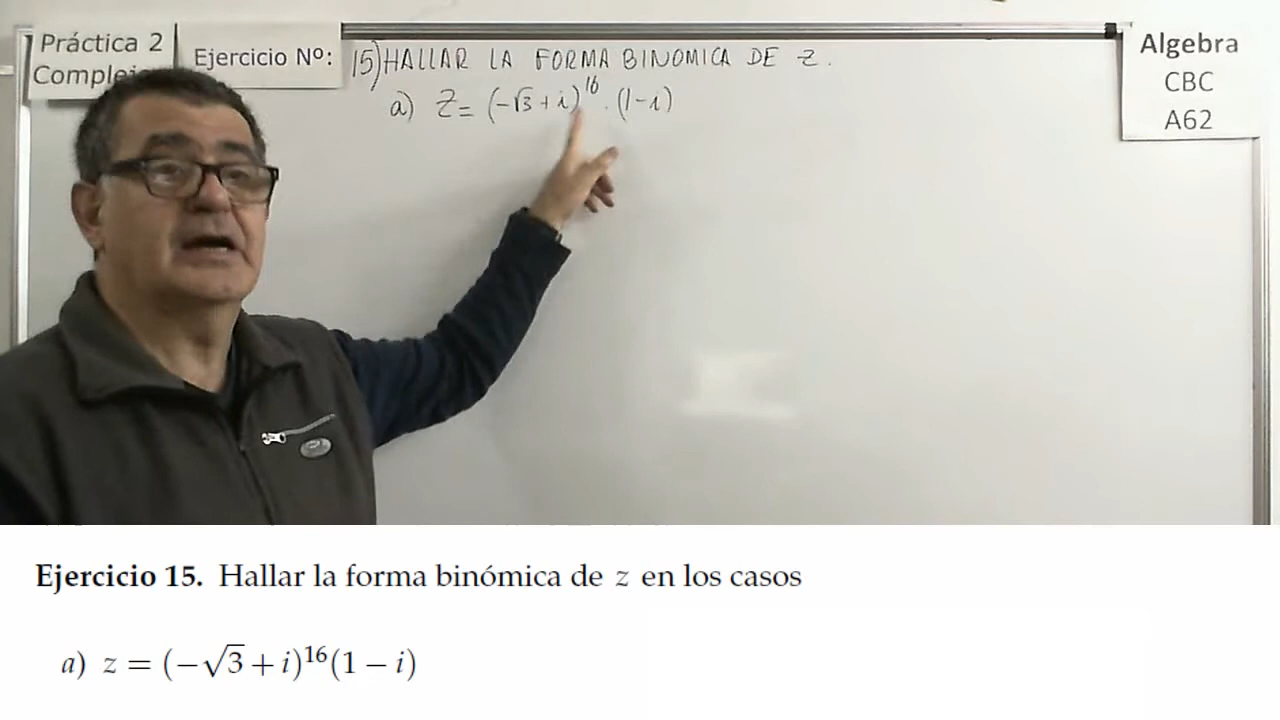 Práctica 2
Complejos
Ejercicio Nº:
15) HALLAR LA FORMA BINOMICA DE Z.
a) Z = (-√3 + i)^16 . (1 - i)
Algebra
CBC
A62
Ejercicio 15. Hallar la forma binómica de z en los casos
a) z = (−√3 + i)^16(1 − i)